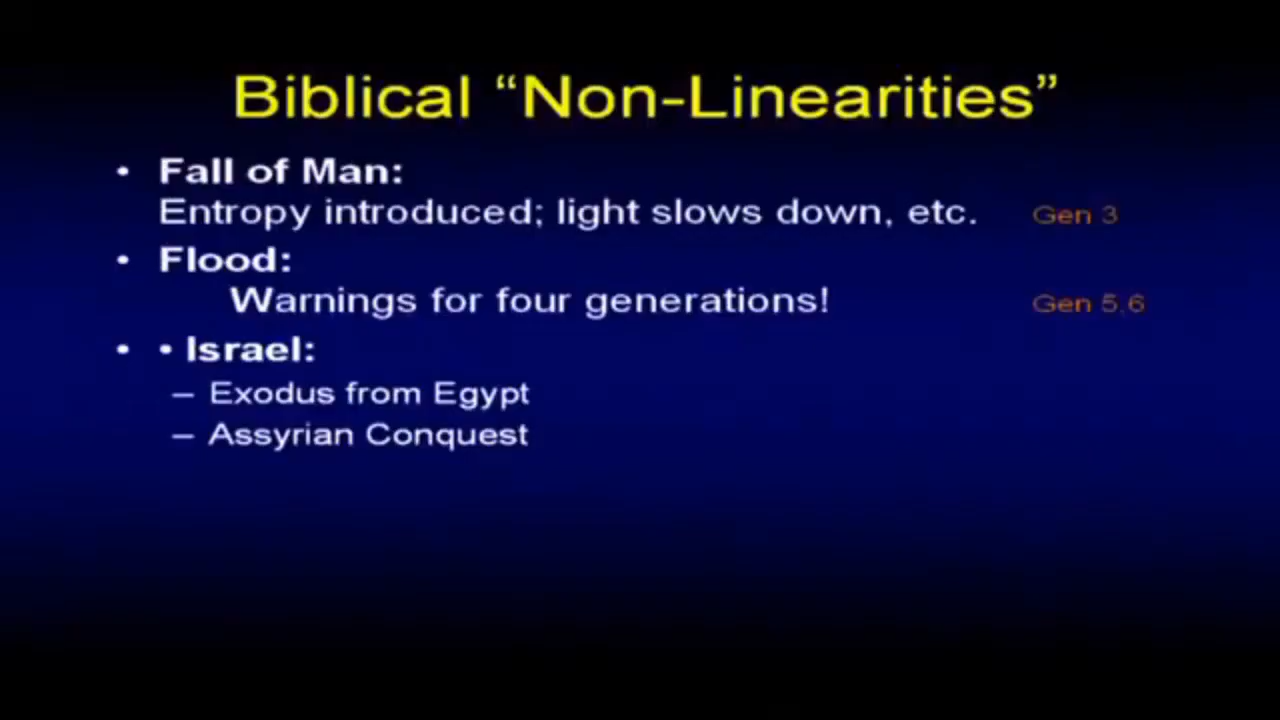 Biblical “Non-Linearities”
• Fall of Man:
Entropy introduced; light slows down, etc. Gen 3
• Flood:
Warnings for four generations! Gen 5,6
• • Israel:
– Exodus from Egypt
– Assyrian Conquest